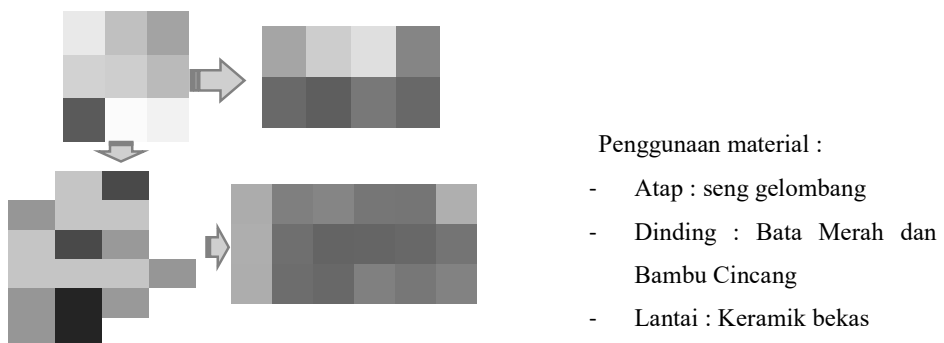 Penggunaan material :
- Atap : seng gelombang
- Dinding : Bata Merah dan
Bambu Cincang
- Lantai : Keramik bekas